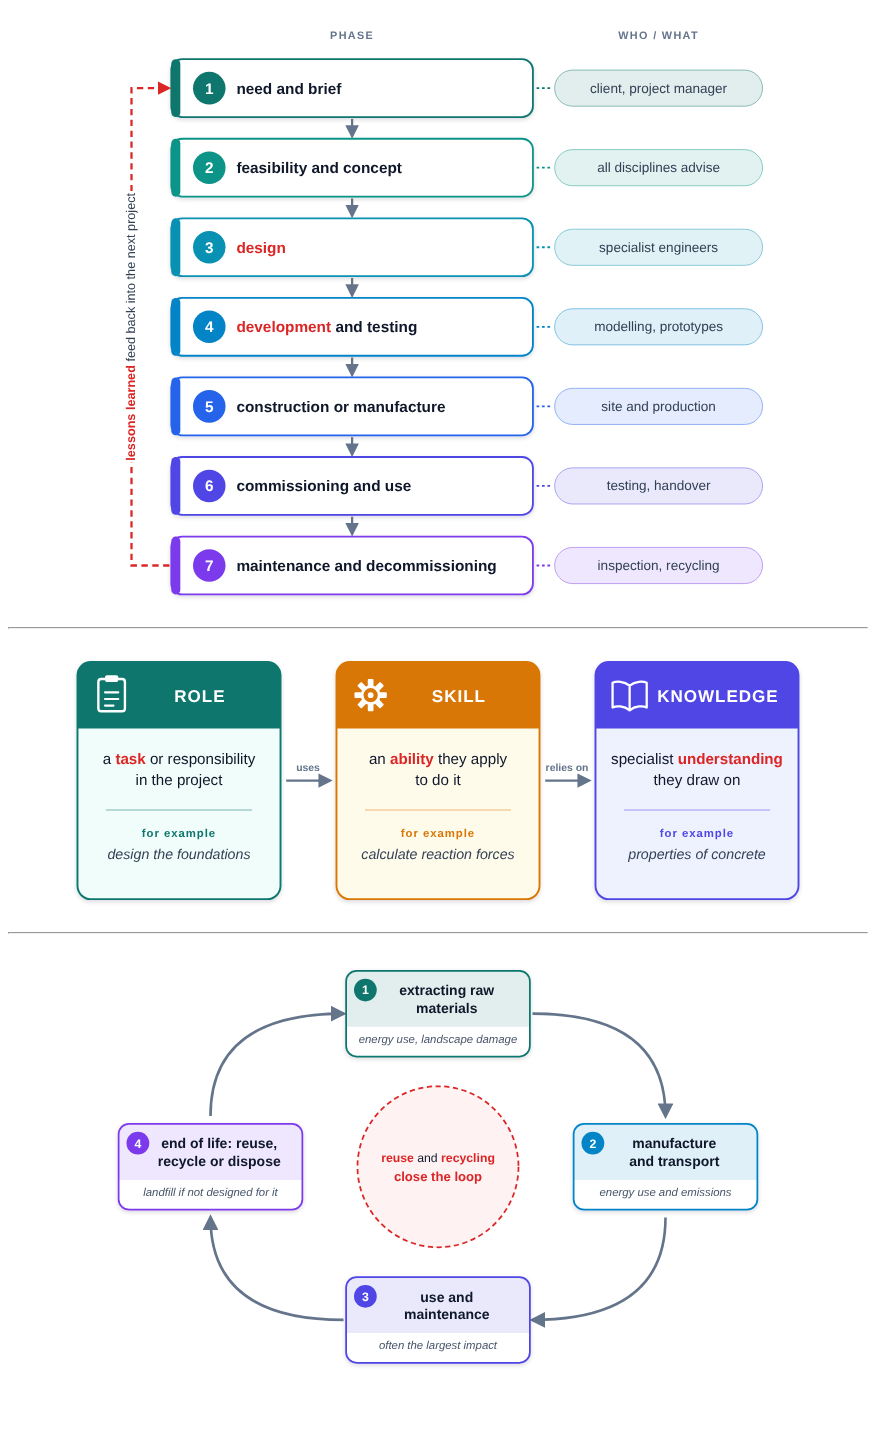 PHASE
WHO / WHAT
1 need and brief
client, project manager
2 feasibility and concept
all disciplines advise
3 design
specialist engineers
4 development and testing
modelling, prototypes
5 construction or manufacture
site and production
6 commissioning and use
testing, handover
7 maintenance and decommissioning
inspection, recycling
lessons learned feed back into the next project
ROLE
a task or responsibility
in the project
for example
design the foundations
uses
SKILL
an ability they apply
to do it
for example
calculate reaction forces
relies on
KNOWLEDGE
specialist understanding
they draw on
for example
properties of concrete
1 extracting raw
materials
energy use, landscape damage
2 manufacture
and transport
energy use and emissions
3 use and
maintenance
often the largest impact
4 end of life: reuse,
recycle or dispose
landfill if not designed for it
reuse and recycling
close the loop